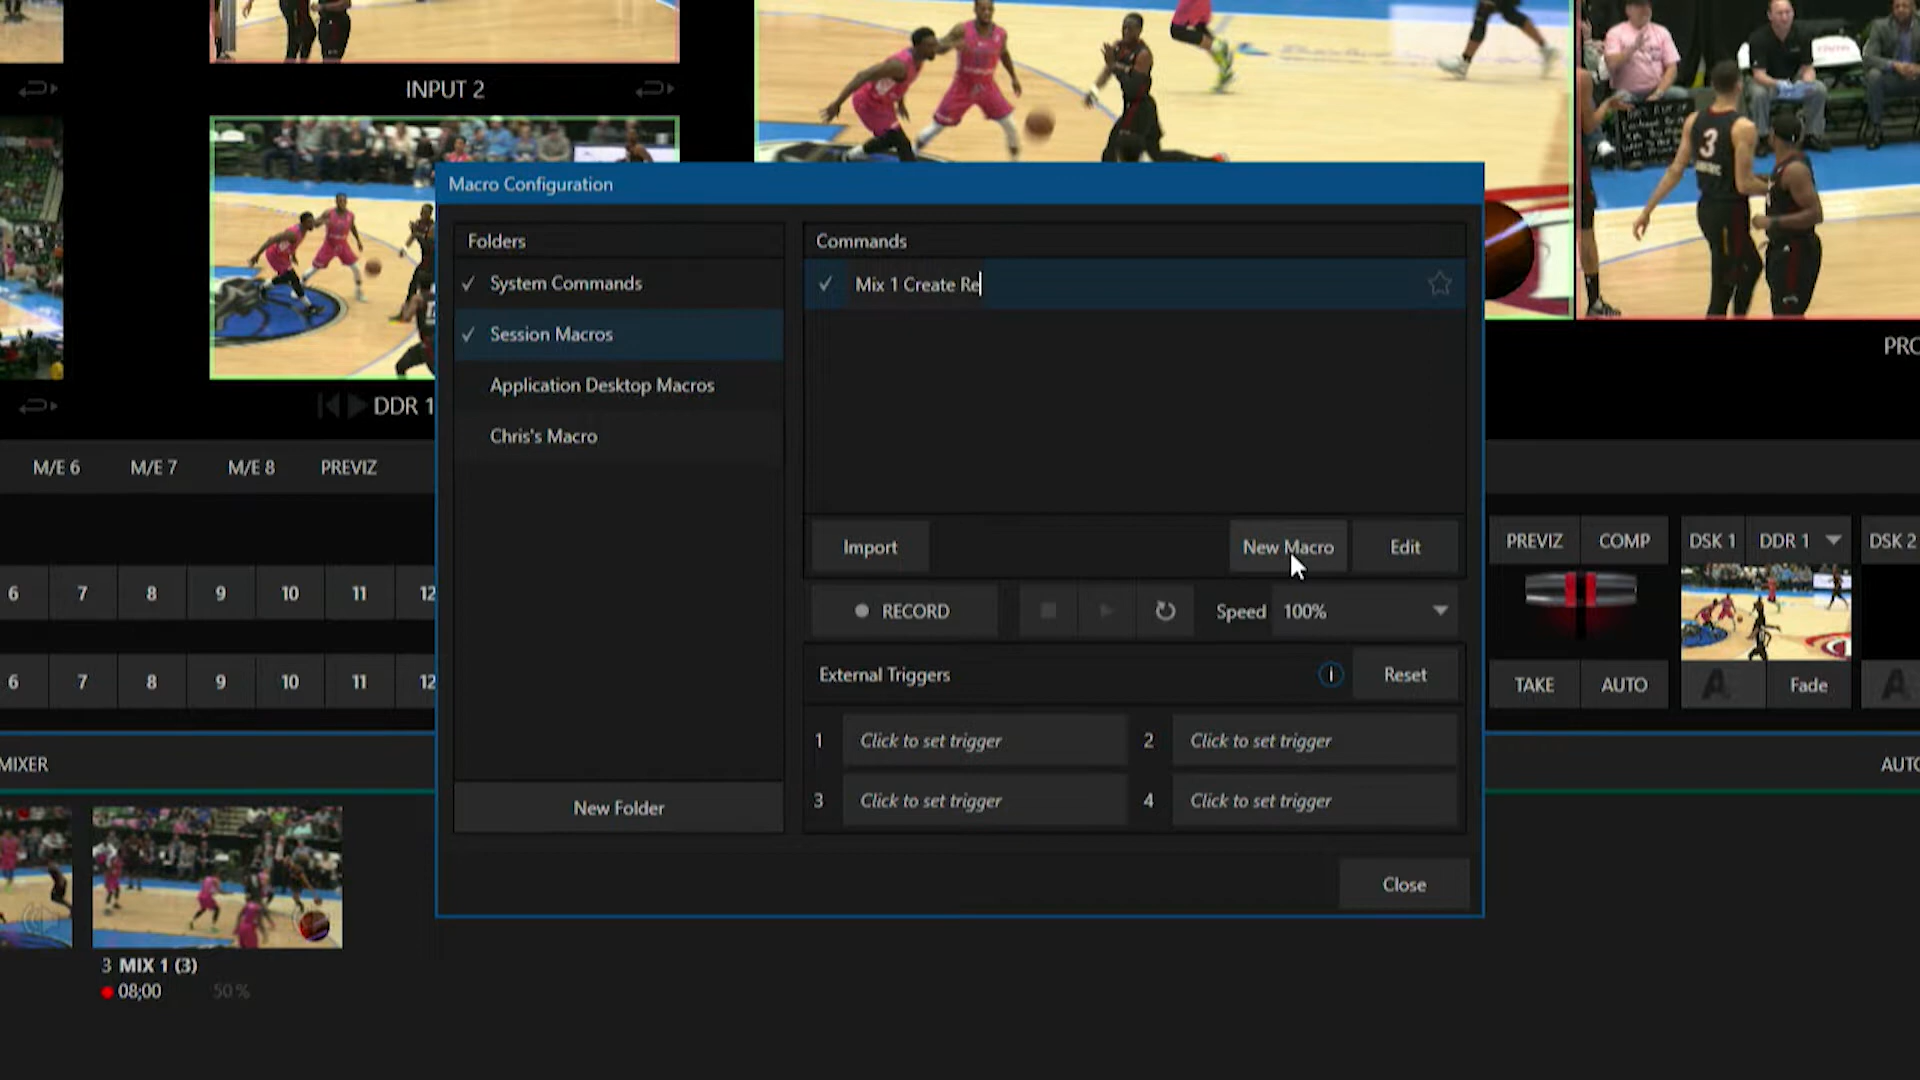 INPUT 2
DDR 1
PRO
Macro Configuration
Folders
✓ System Commands
✓ Session Macros
Application Desktop Macros
Chris's Macro
New Folder
Commands
✓ Mix 1 Create Re
Import
New Macro
Edit
RECORD
Speed 100%
External Triggers
i
Reset
1 Click to set trigger
2 Click to set trigger
3 Click to set trigger
4 Click to set trigger
Close
M/E 6 M/E 7 M/E 8 PREVIZ
6 7 8 9 10 11 12
6 7 8 9 10 11 12
PREVIZ COMP DSK 1 DDR 1 DSK 2
TAKE AUTO A Fade A
MIXER
AUTO
3 MIX 1 (3)
08;00 50%
3